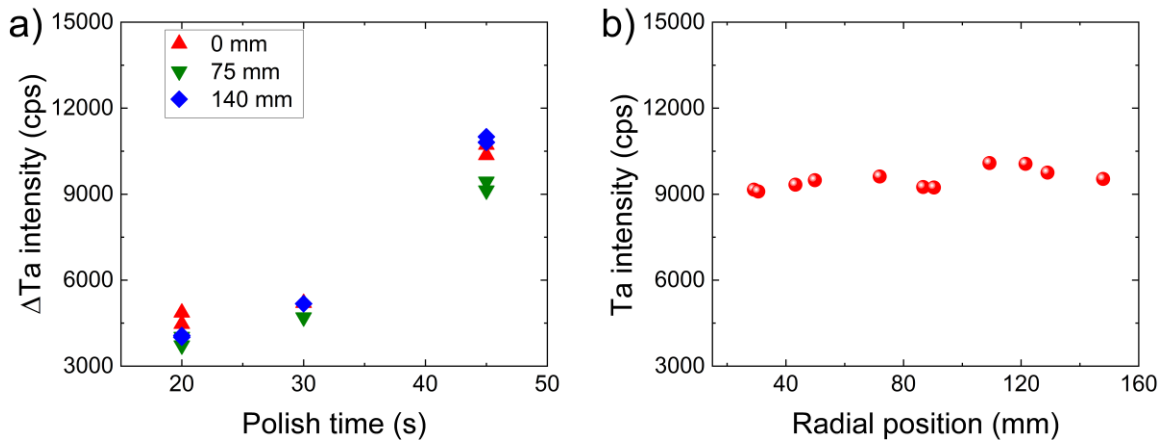 a)
15000
12000
9000
6000
3000
ΔTa intensity (cps)
0 mm
75 mm
140 mm
20
30
40
50
Polish time (s)
b)
15000
12000
9000
6000
3000
Ta intensity (cps)
40
80
120
160
Radial position (mm)